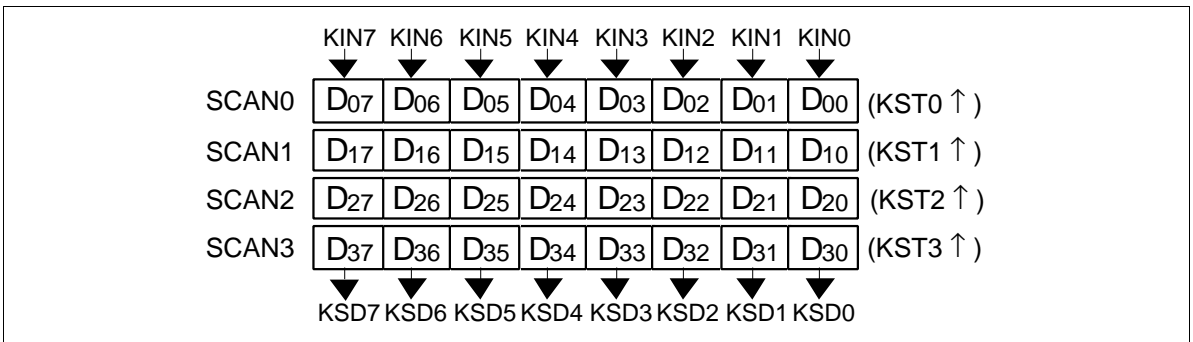 KIN7 KIN6 KIN5 KIN4 KIN3 KIN2 KIN1 KIN0
SCAN0 D07 D06 D05 D04 D03 D02 D01 D00 (KST0 ↑ )
SCAN1 D17 D16 D15 D14 D13 D12 D11 D10 (KST1 ↑ )
SCAN2 D27 D26 D25 D24 D23 D22 D21 D20 (KST2 ↑ )
SCAN3 D37 D36 D35 D34 D33 D32 D31 D30 (KST3 ↑ )
KSD7 KSD6 KSD5 KSD4 KSD3 KSD2 KSD1 KSD0